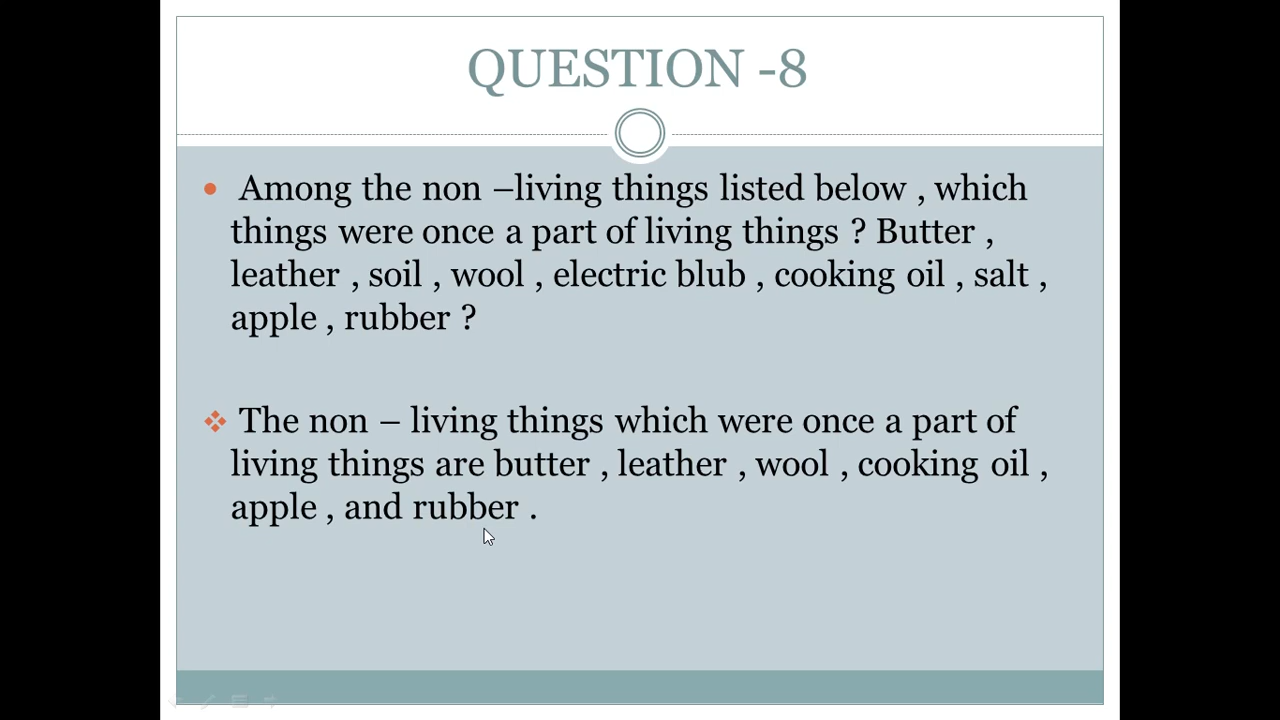 QUESTION -8
Among the non –living things listed below , which
things were once a part of living things ? Butter ,
leather , soil , wool , electric blub , cooking oil , salt ,
apple , rubber ?
The non – living things which were once a part of
living things are butter , leather , wool , cooking oil ,
apple , and rubber .